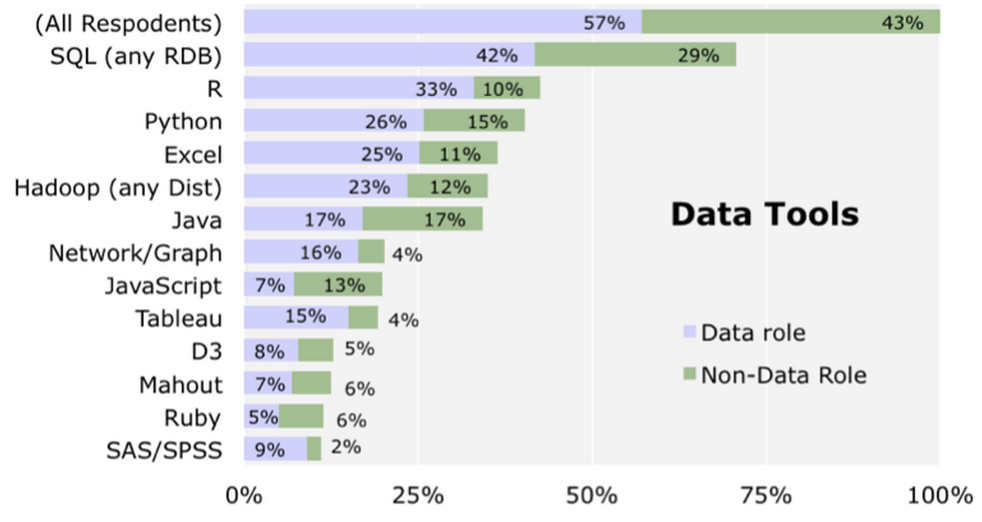 (All Respodents) 57% 43%
SQL (any RDB) 42% 29%
R 33% 10%
Python 26% 15%
Excel 25% 11%
Hadoop (any Dist) 23% 12%
Java 17% 17%
Data Tools
Network/Graph 16% 4%
JavaScript 7% 13%
Tableau 15% 4%
Data role
D3 8% 5%
Mahout 7% 6%
Non-Data Role
Ruby 5% 6%
SAS/SPSS 9% 2%
0% 25% 50% 75% 100%